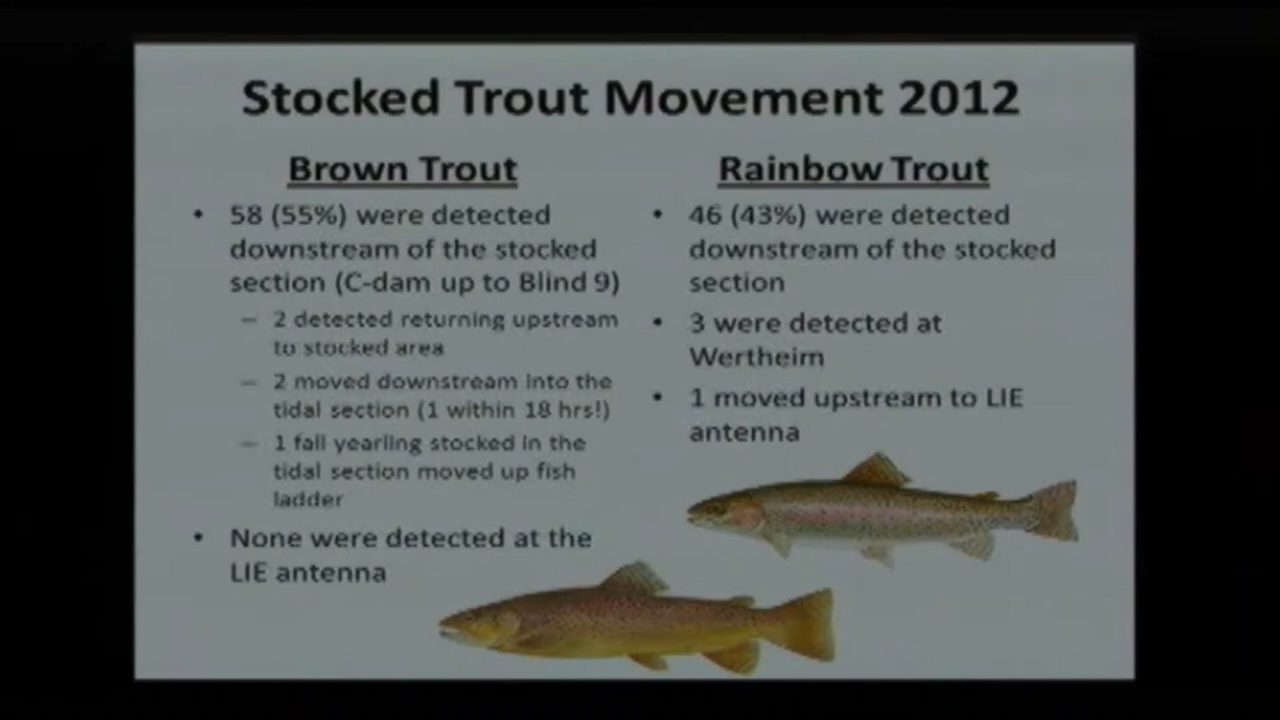 Stocked Trout Movement 2012
Brown Trout
• 58 (55%) were detected
downstream of the stocked
section (C-dam up to Blind 9)
– 2 detected returning upstream
to stocked area
– 2 moved downstream into the
tidal section (1 within 18 hrs!)
– 1 fall yearling stocked in the
tidal section moved up fish
ladder
• None were detected at the
LIE antenna
Rainbow Trout
• 46 (43%) were detected
downstream of the stocked
section
• 3 were detected at
Wertheim
• 1 moved upstream to LIE
antenna